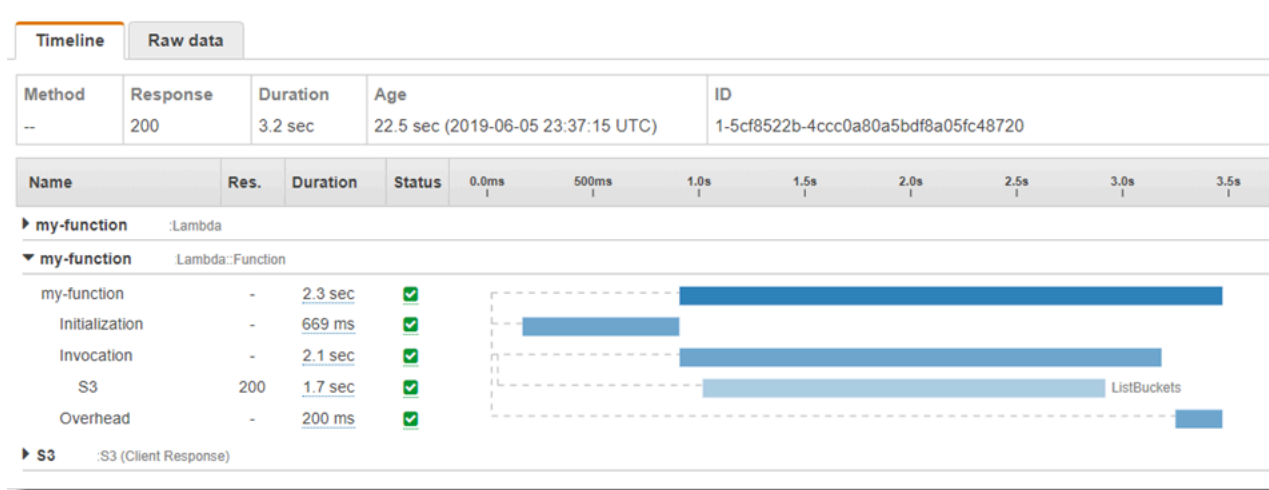 Timeline Raw data
Method Response Duration Age ID
-- 200 3.2 sec 22.5 sec (2019-06-05 23:37:15 UTC) 1-5cf8522b-4ccc0a80a5bdf8a05fc48720
Name Res. Duration Status 0.0ms 500ms 1.0s 1.5s 2.0s 2.5s 3.0s 3.5s
my-function :Lambda
my-function :Lambda::Function
my-function - 2.3 sec
Initialization - 669 ms
Invocation - 2.1 sec
S3 200 1.7 sec ListBuckets
Overhead - 200 ms
S3 :S3 (Client Response)